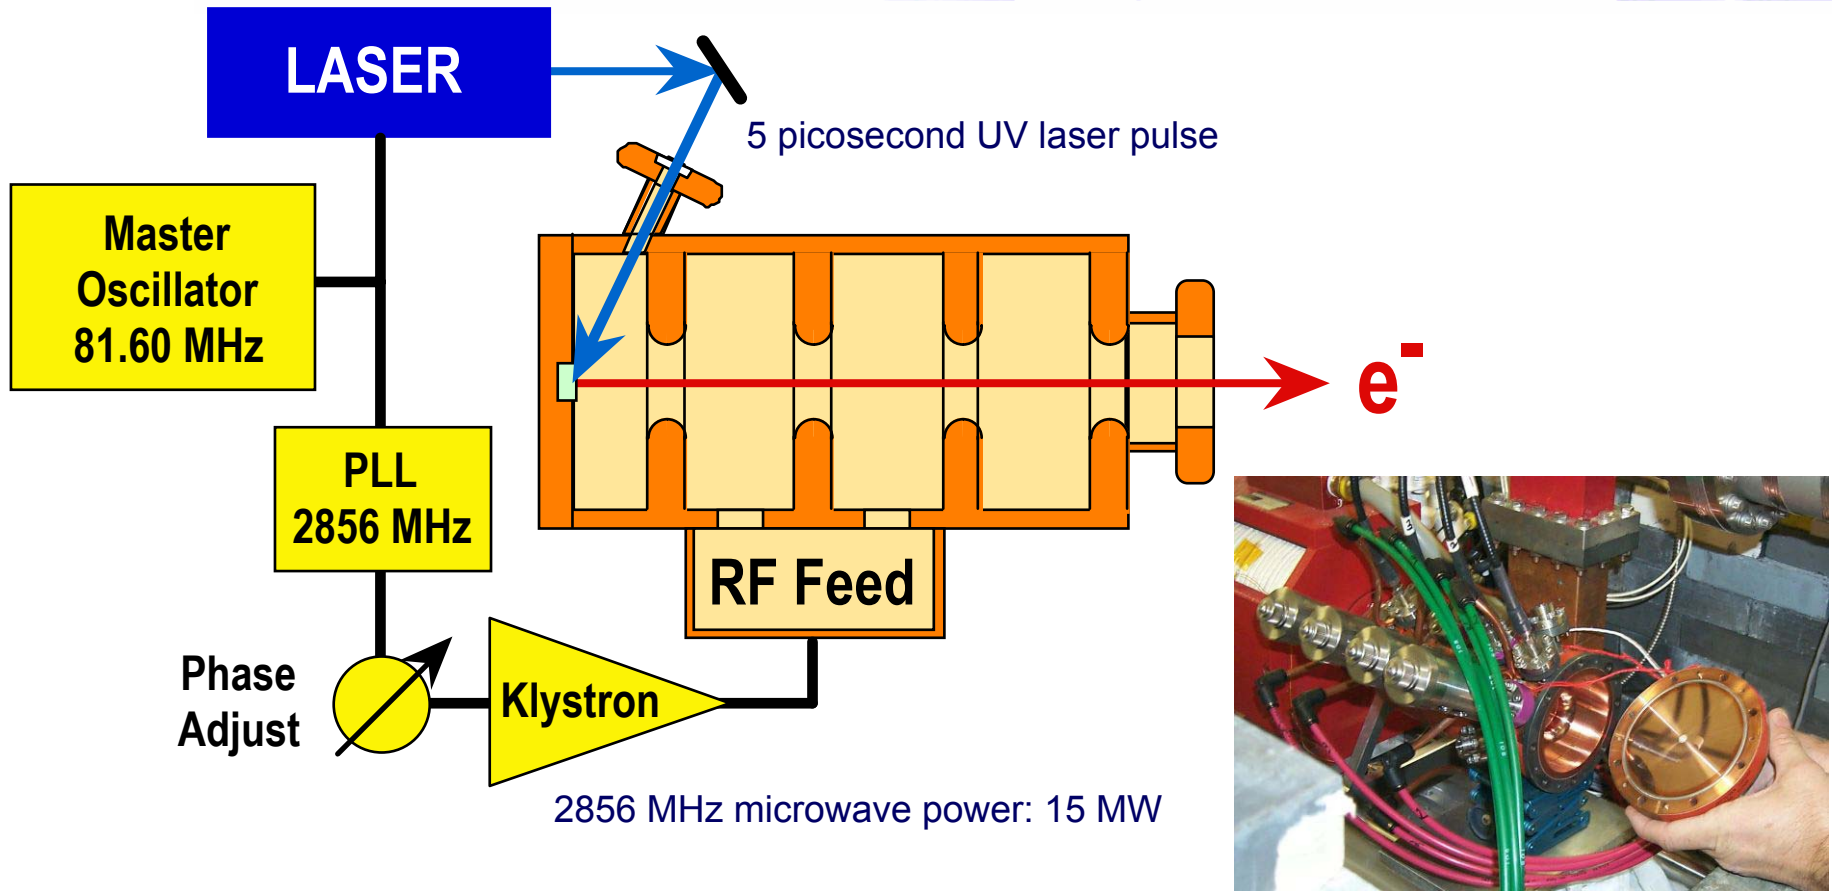 LASER
5 picosecond UV laser pulse
Master
Oscillator
81.60 MHz
e-
PLL
2856 MHz
RF Feed
Phase
Adjust
Klystron
2856 MHz microwave power: 15 MW